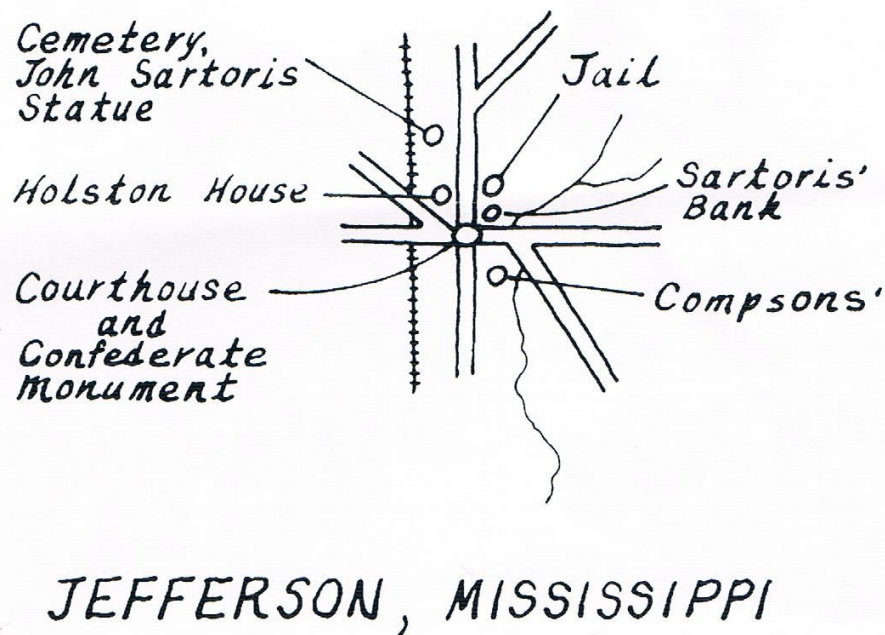 Cemetery,
John Sartoris
Statue
Jail
Holston House
Sartoris'
Bank
Courthouse
and
Confederate
Monument
Compsons'
JEFFERSON, MISSISSIPPI